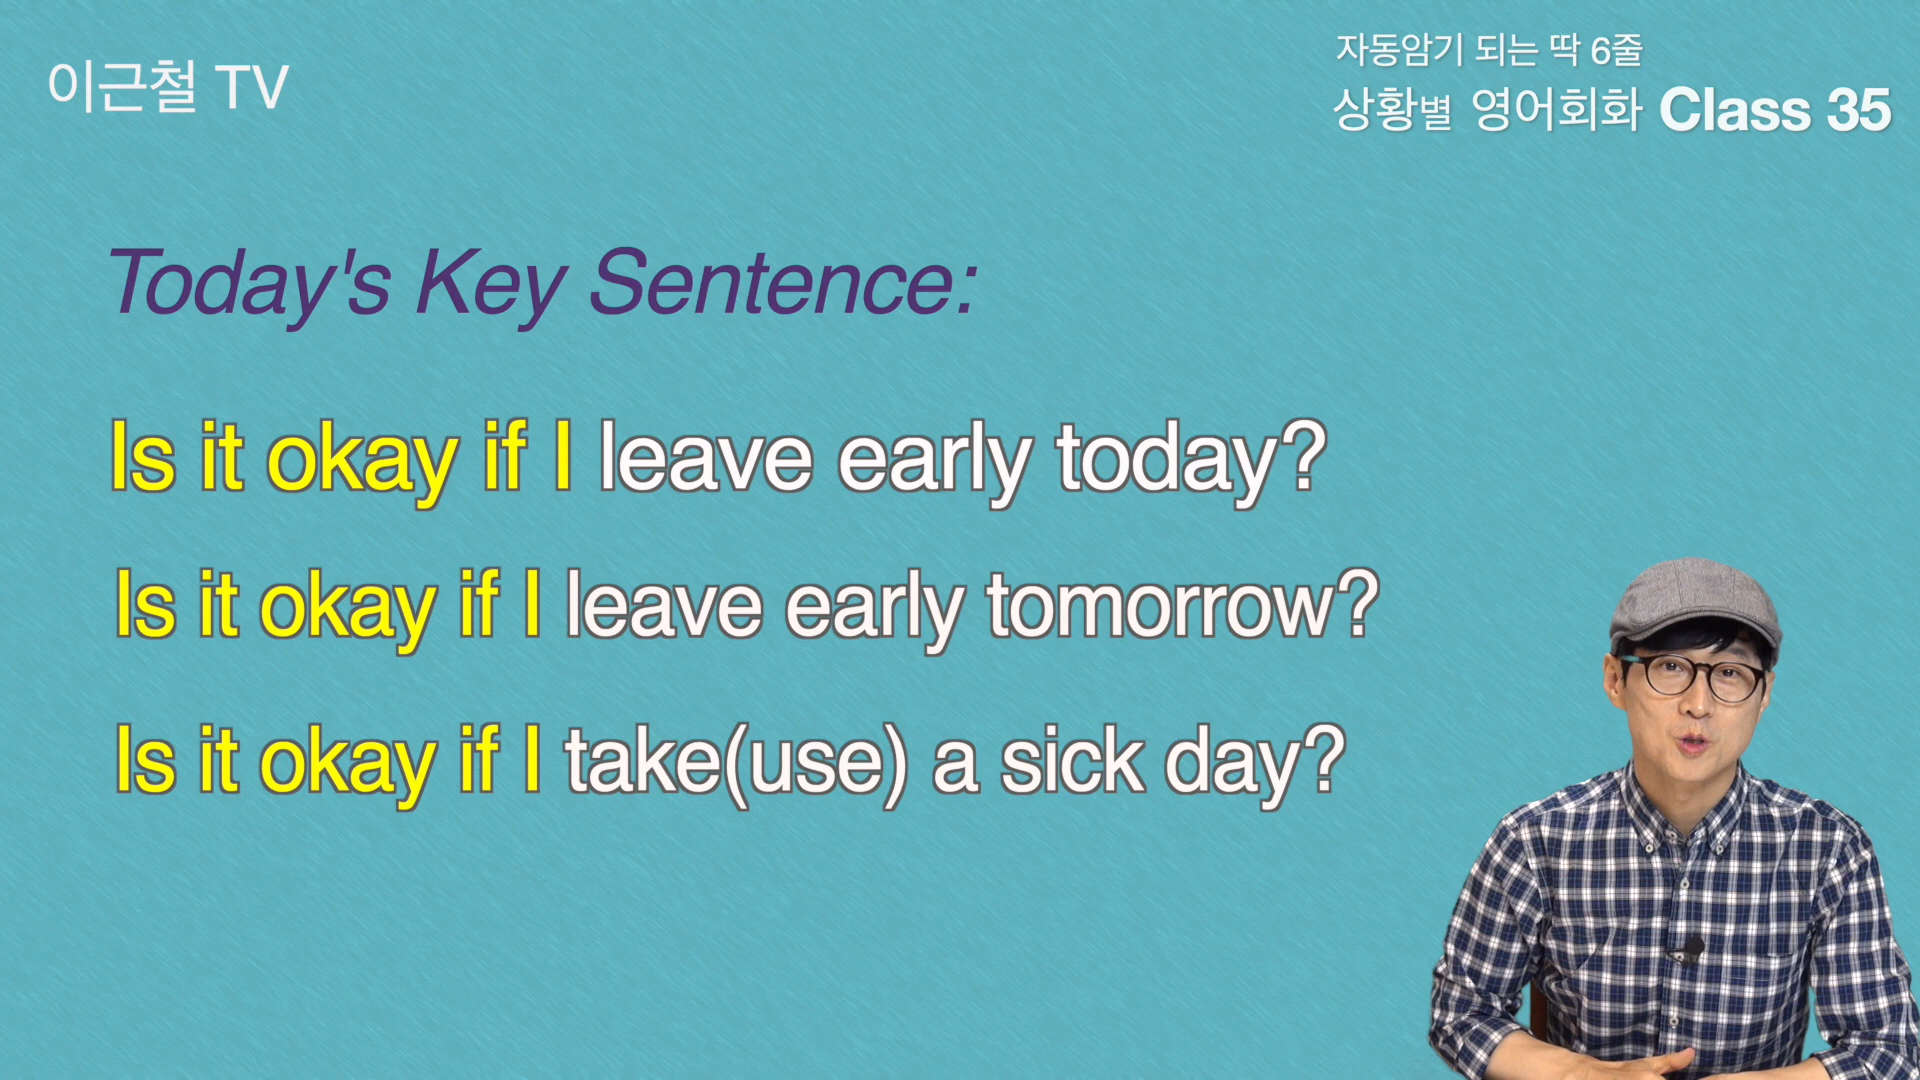 이근철 TV
자동암기 되는 딱 6줄
상황별 영어회화 Class 35
Today's Key Sentence:
Is it okay if I leave early today?
Is it okay if I leave early tomorrow?
Is it okay if I take(use) a sick day?